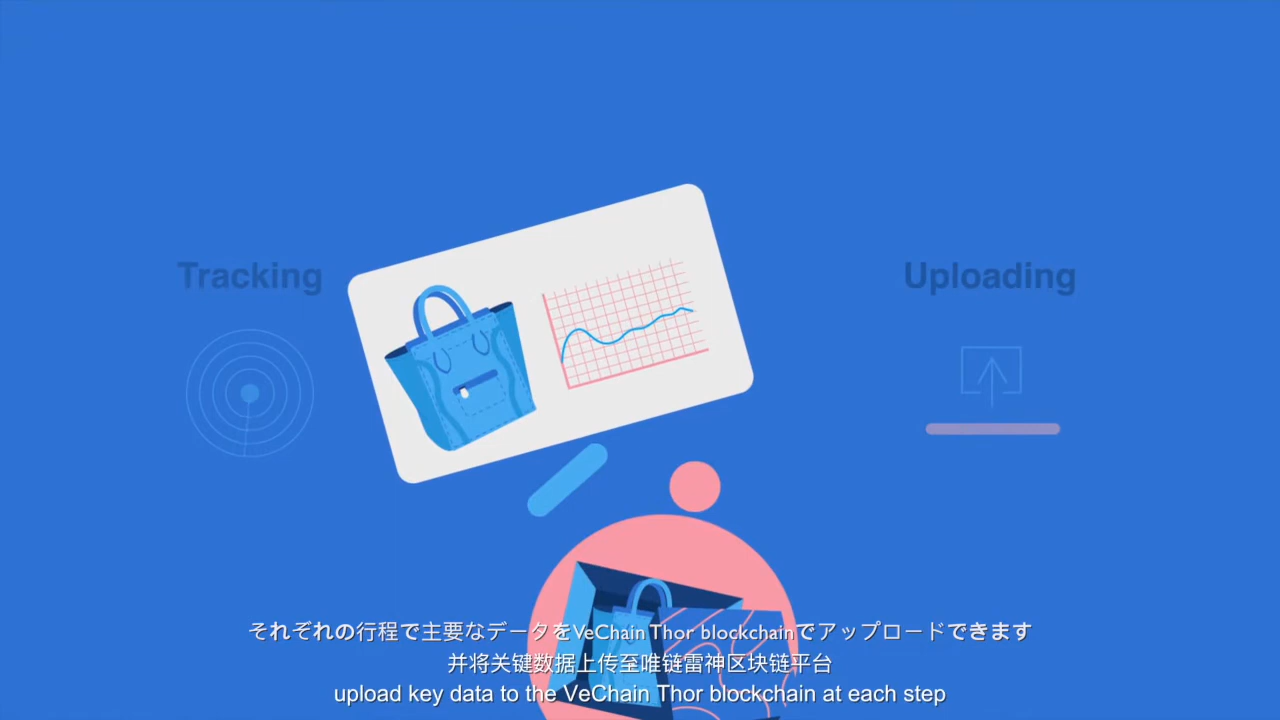 Tracking
Uploading
それぞれの行程で主要なデータをVeChain Thor blockchainでアップロードできます
并将关键数据上传至唯链雷神区块链平台
upload key data to the VeChain Thor blockchain at each step